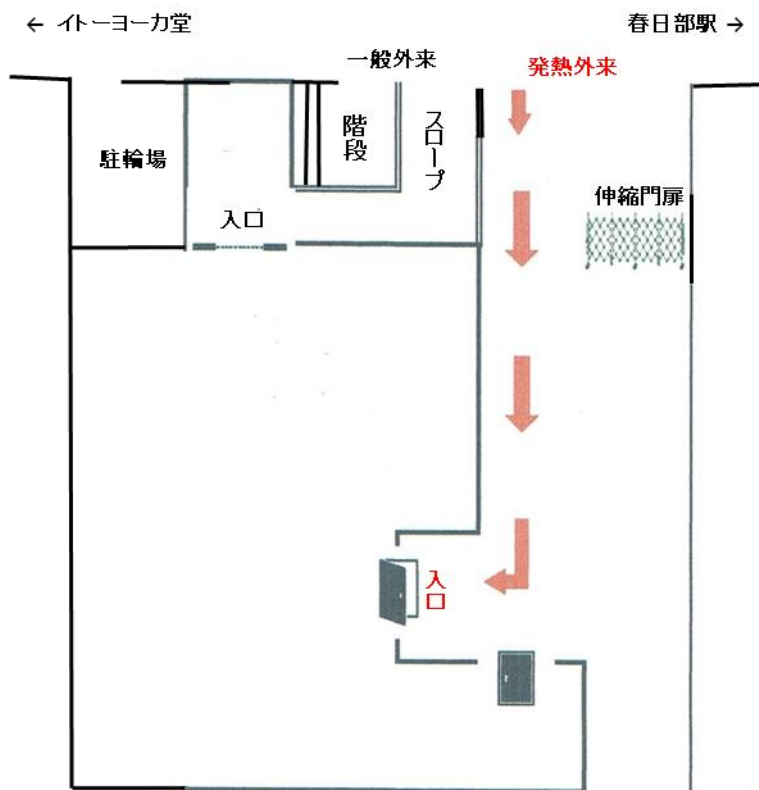 ← イトーヨーカ堂
春日部駅 →
一般外来
発熱外来
駐輪場
階段
スロープ
伸縮門扉
入口
入口